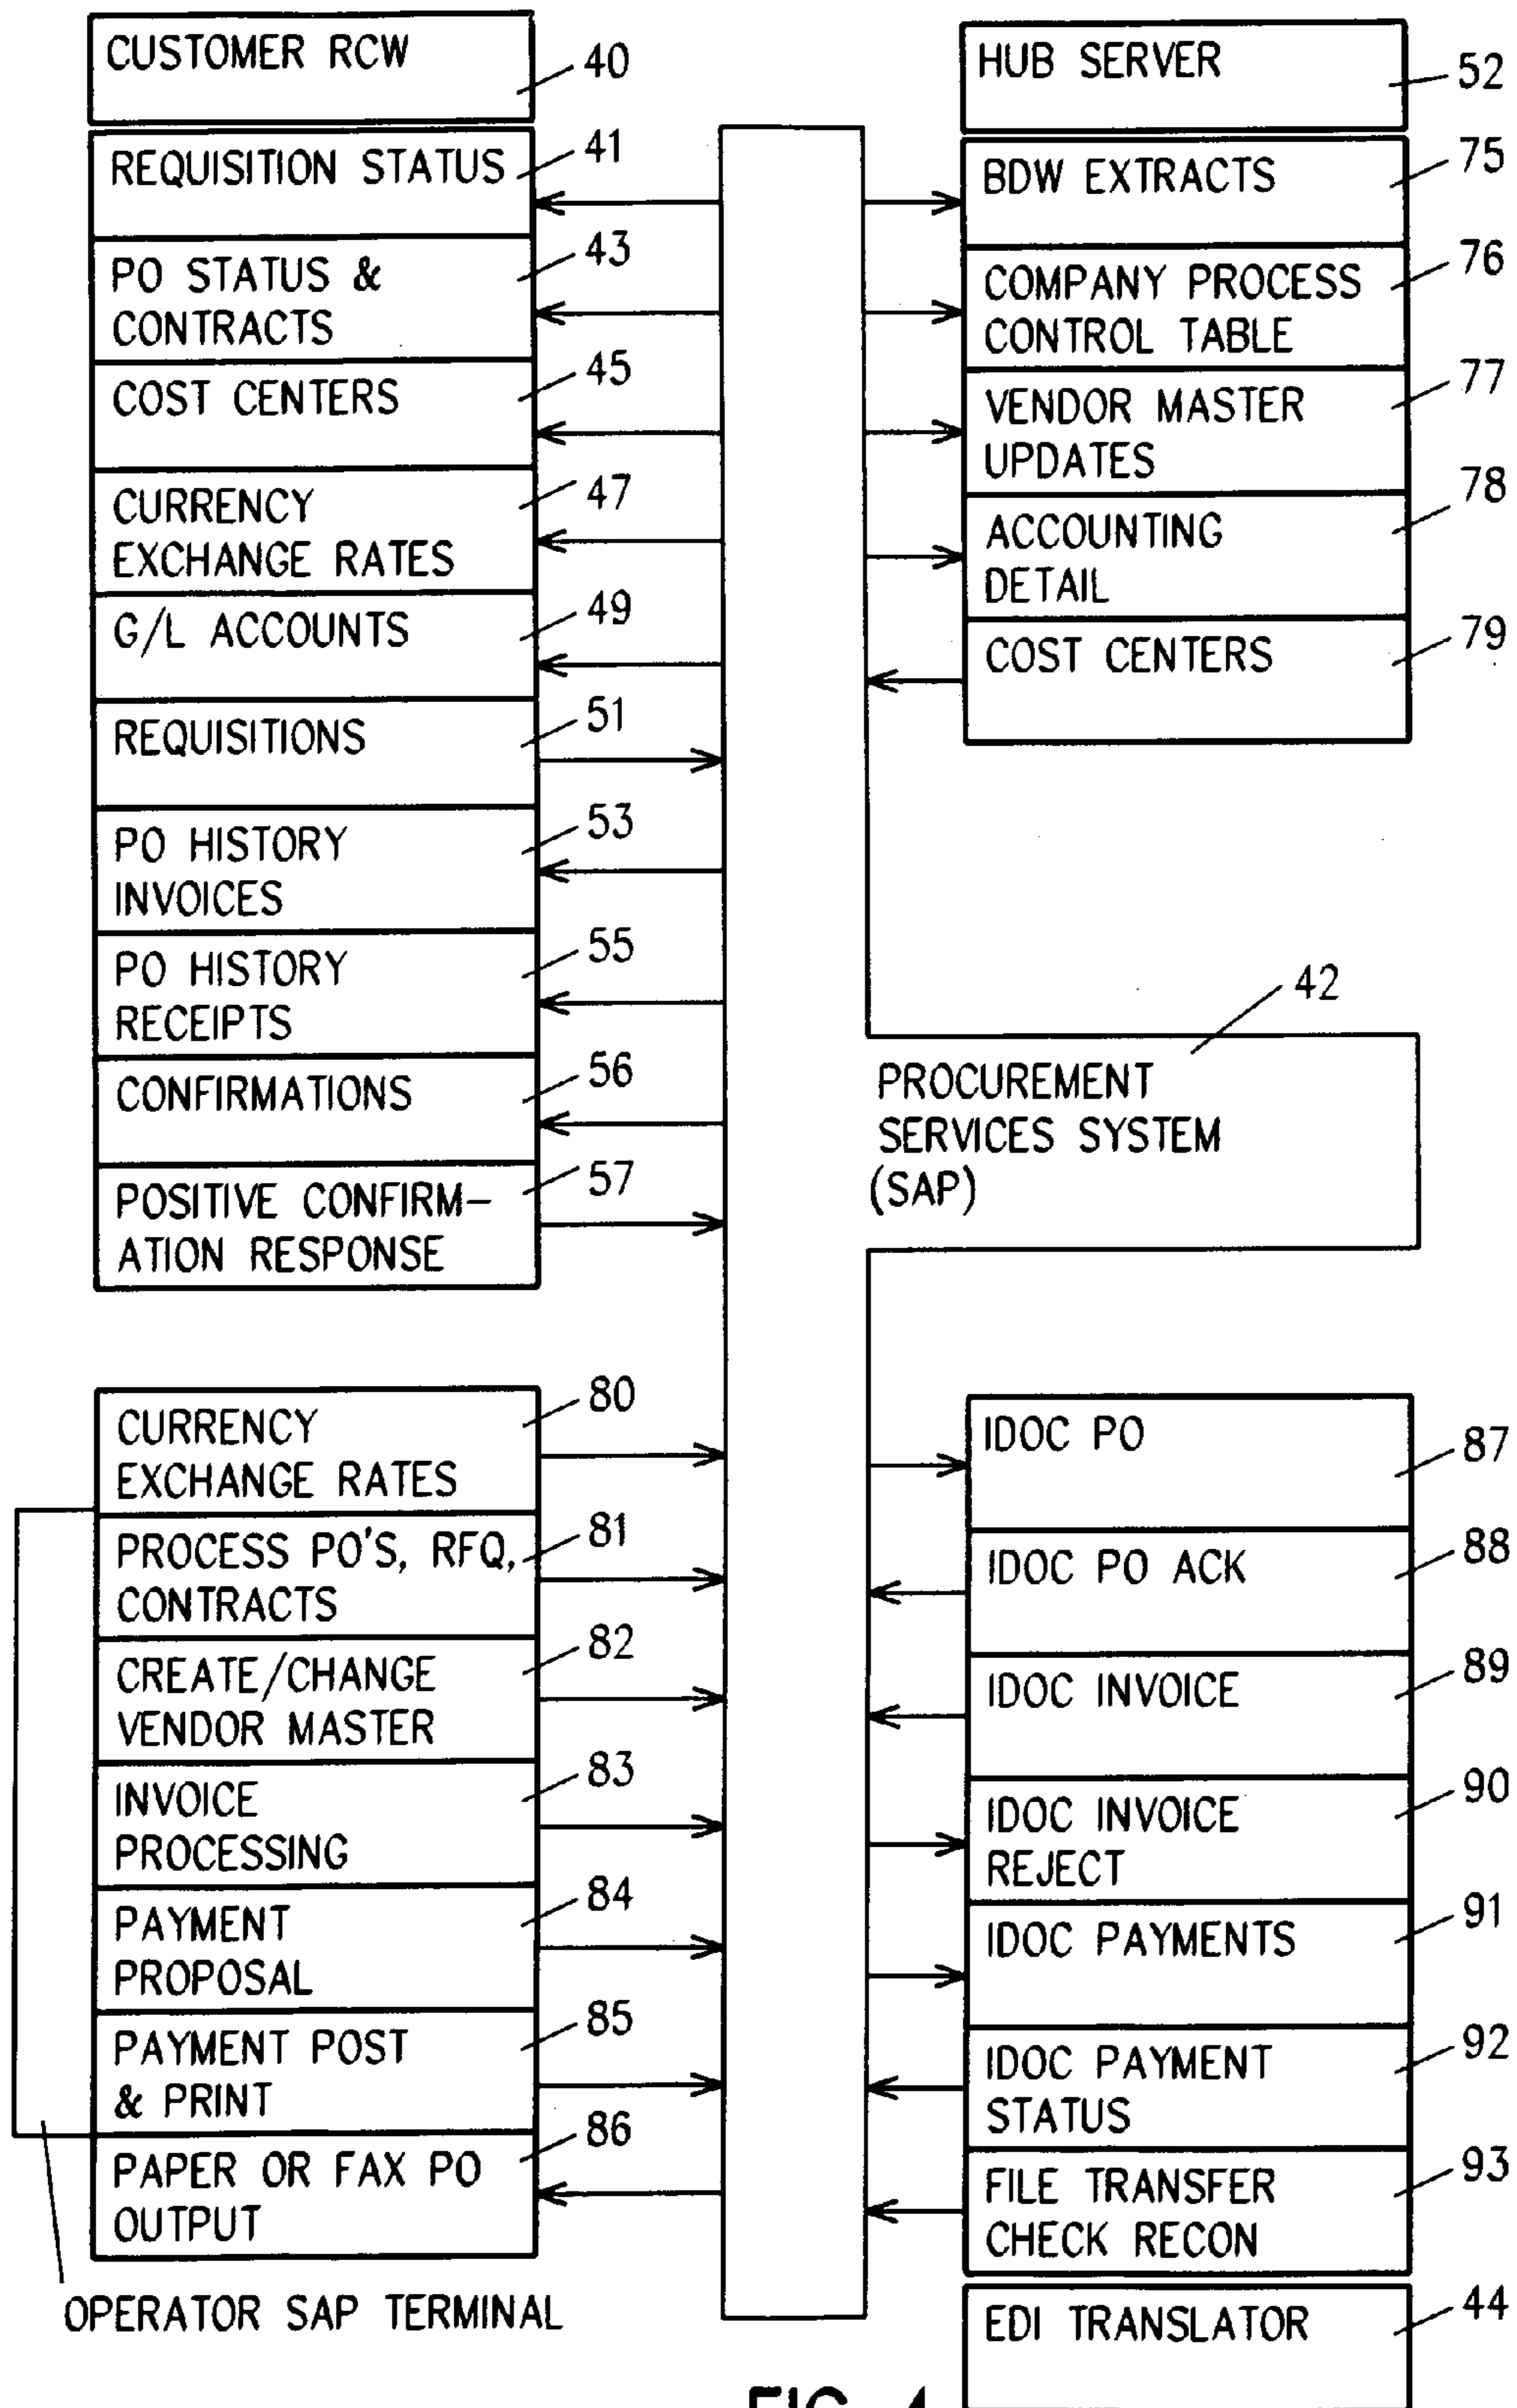 CUSTOMER RCW
40
REQUISITION STATUS
41
PO STATUS &
CONTRACTS
43
COST CENTERS
45
CURRENCY
EXCHANGE RATES
47
G/L ACCOUNTS
49
REQUISITIONS
51
PO HISTORY
INVOICES
53
PO HISTORY
RECEIPTS
55
CONFIRMATIONS
56
POSITIVE CONFIRM-
ATION RESPONSE
57
HUB SERVER
52
BDW EXTRACTS
75
COMPANY PROCESS
CONTROL TABLE
76
VENDOR MASTER
UPDATES
77
ACCOUNTING
DETAIL
78
COST CENTERS
79
42
PROCUREMENT
SERVICES SYSTEM
(SAP)
CURRENCY
EXCHANGE RATES
80
PROCESS PO'S, RFQ,
CONTRACTS
81
CREATE/CHANGE
VENDOR MASTER
82
INVOICE
PROCESSING
83
PAYMENT
PROPOSAL
84
PAYMENT POST
& PRINT
85
PAPER OR FAX PO
OUTPUT
86
OPERATOR SAP TERMINAL
IDOC PO
87
IDOC PO ACK
88
IDOC INVOICE
89
IDOC INVOICE
REJECT
90
IDOC PAYMENTS
91
IDOC PAYMENT
STATUS
92
FILE TRANSFER
CHECK RECON
93
EDI TRANSLATOR
44
FIG. 4